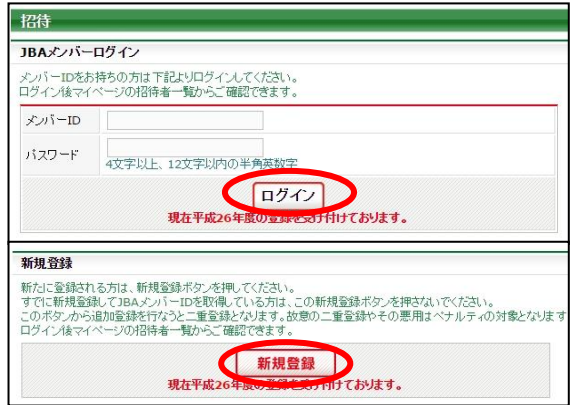 招待
JBAメンバーログイン
メンバーIDをお持ちの方は下記よりログインしてください。
ログイン後マイページの招待者一覧からご確認できます。
メンバーID
パスワード
4文字以上、12文字以内の半角英数字
ログイン
現在平成26年度の登録を受け付けております。
新規登録
新たに登録される方は、新規登録ボタンを押してください。
すでに新規登録してJBAメンバーIDを取得している方は、この新規登録ボタンを押さないでください。
このボタンから追加登録を行なうと二重登録となります。故意の二重登録やその悪用はペナルティの対象となります
ログイン後マイページの招待者一覧からご確認できます。
新規登録
現在平成26年度の登録を受け付けております。